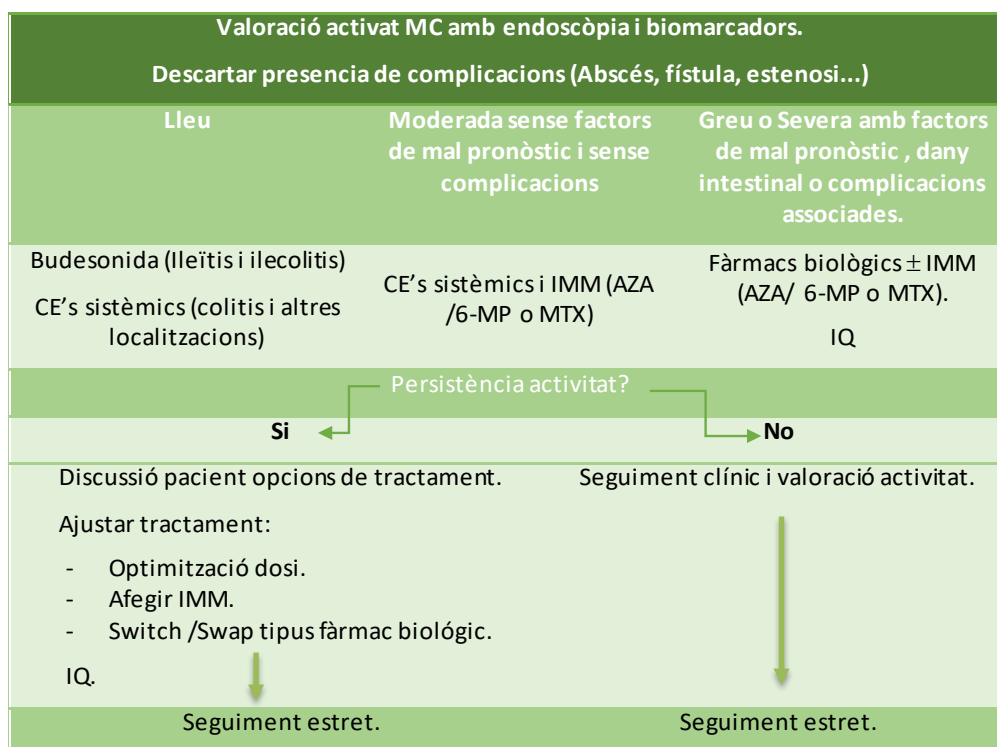 Valoració activat MC amb endoscòpia i biomarcadors.
Descartar presencia de complicacions (Abscés, fístula, estenosi...)
Lleu
Moderada sense factors
de mal pronòstic i sense
complicacions
Greu o Severa amb factors
de mal pronòstic , dany
intestinal o complicacions
associades.
Budesonida (Ileïtis i ilecolitis)
CE’s sistèmics (colitis i altres
localitzacions)
CE’s sistèmics i IMM (AZA
/6-MP o MTX)
Fàrmacs biològics ± IMM
(AZA/ 6-MP o MTX).
IQ
Persistència activitat?
Si
No
Discussió pacient opcions de tractament.
Ajustar tractament:
- Optimització dosi.
- Afegir IMM.
- Switch /Swap tipus fàrmac biológic.
IQ.
Seguiment clínic i valoració activitat.
Seguiment estret.
Seguiment estret.